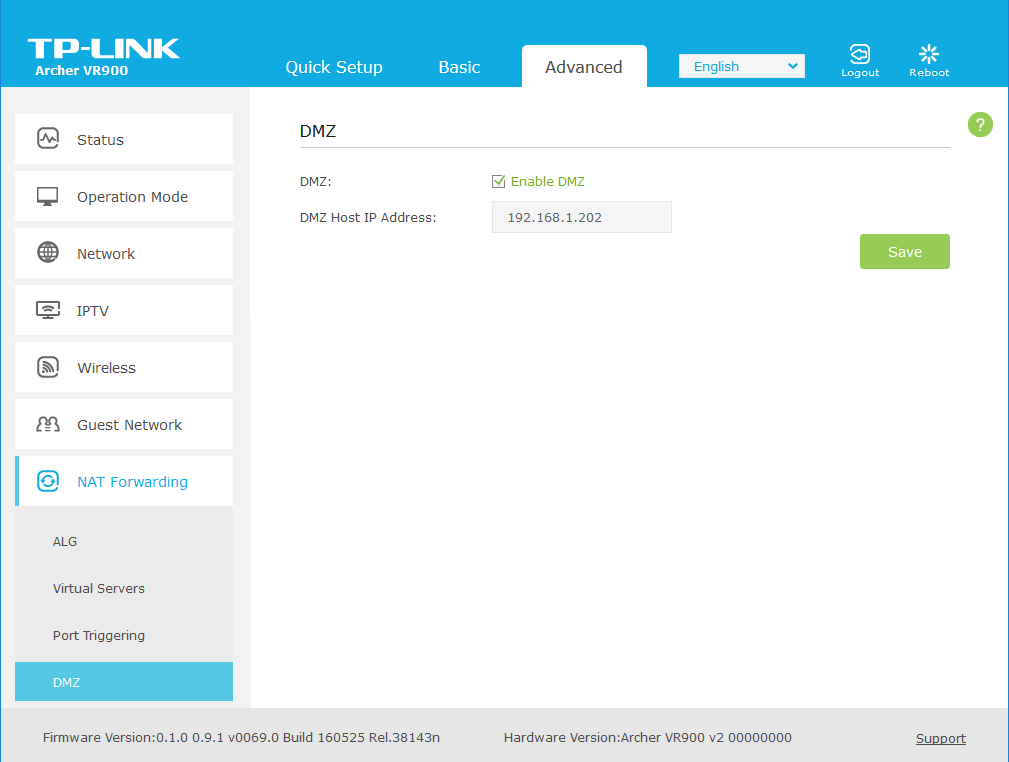 TP-LINK
Archer VR900
Quick Setup
Basic
Advanced
English
Logout
Reboot
Status
Operation Mode
Network
IPTV
Wireless
Guest Network
NAT Forwarding
ALG
Virtual Servers
Port Triggering
DMZ
DMZ
?
DMZ:
Enable DMZ
DMZ Host IP Address:
192.168.1.202
Save
Firmware Version:0.1.0 0.9.1 v0069.0 Build 160525 Rel.38143n
Hardware Version:Archer VR900 v2 00000000
Support